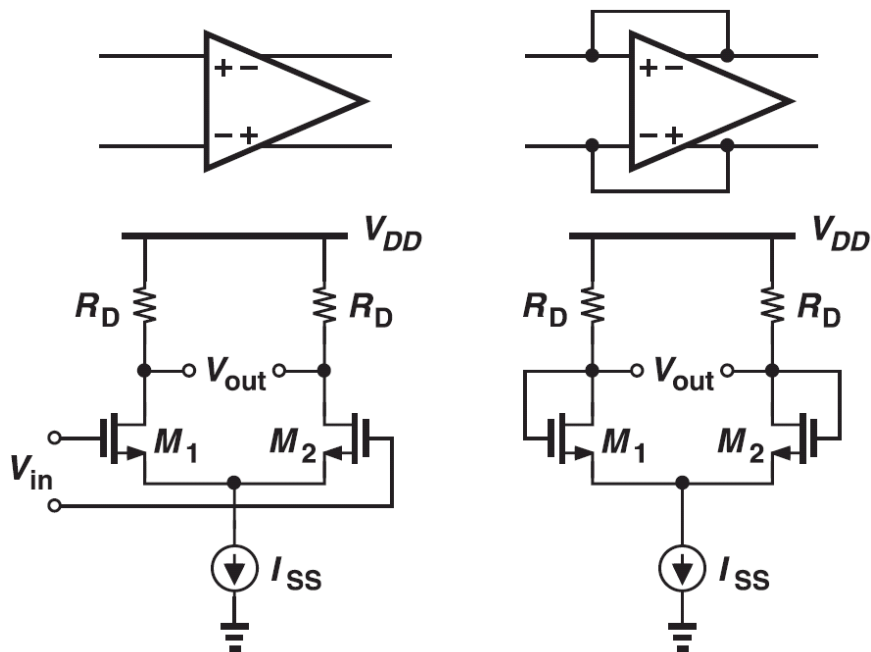 + −
− +
+ −
− +
V_DD
R_D
R_D
V_out
M_1
M_2
V_in
I_SS
V_DD
R_D
R_D
V_out
M_1
M_2
I_SS